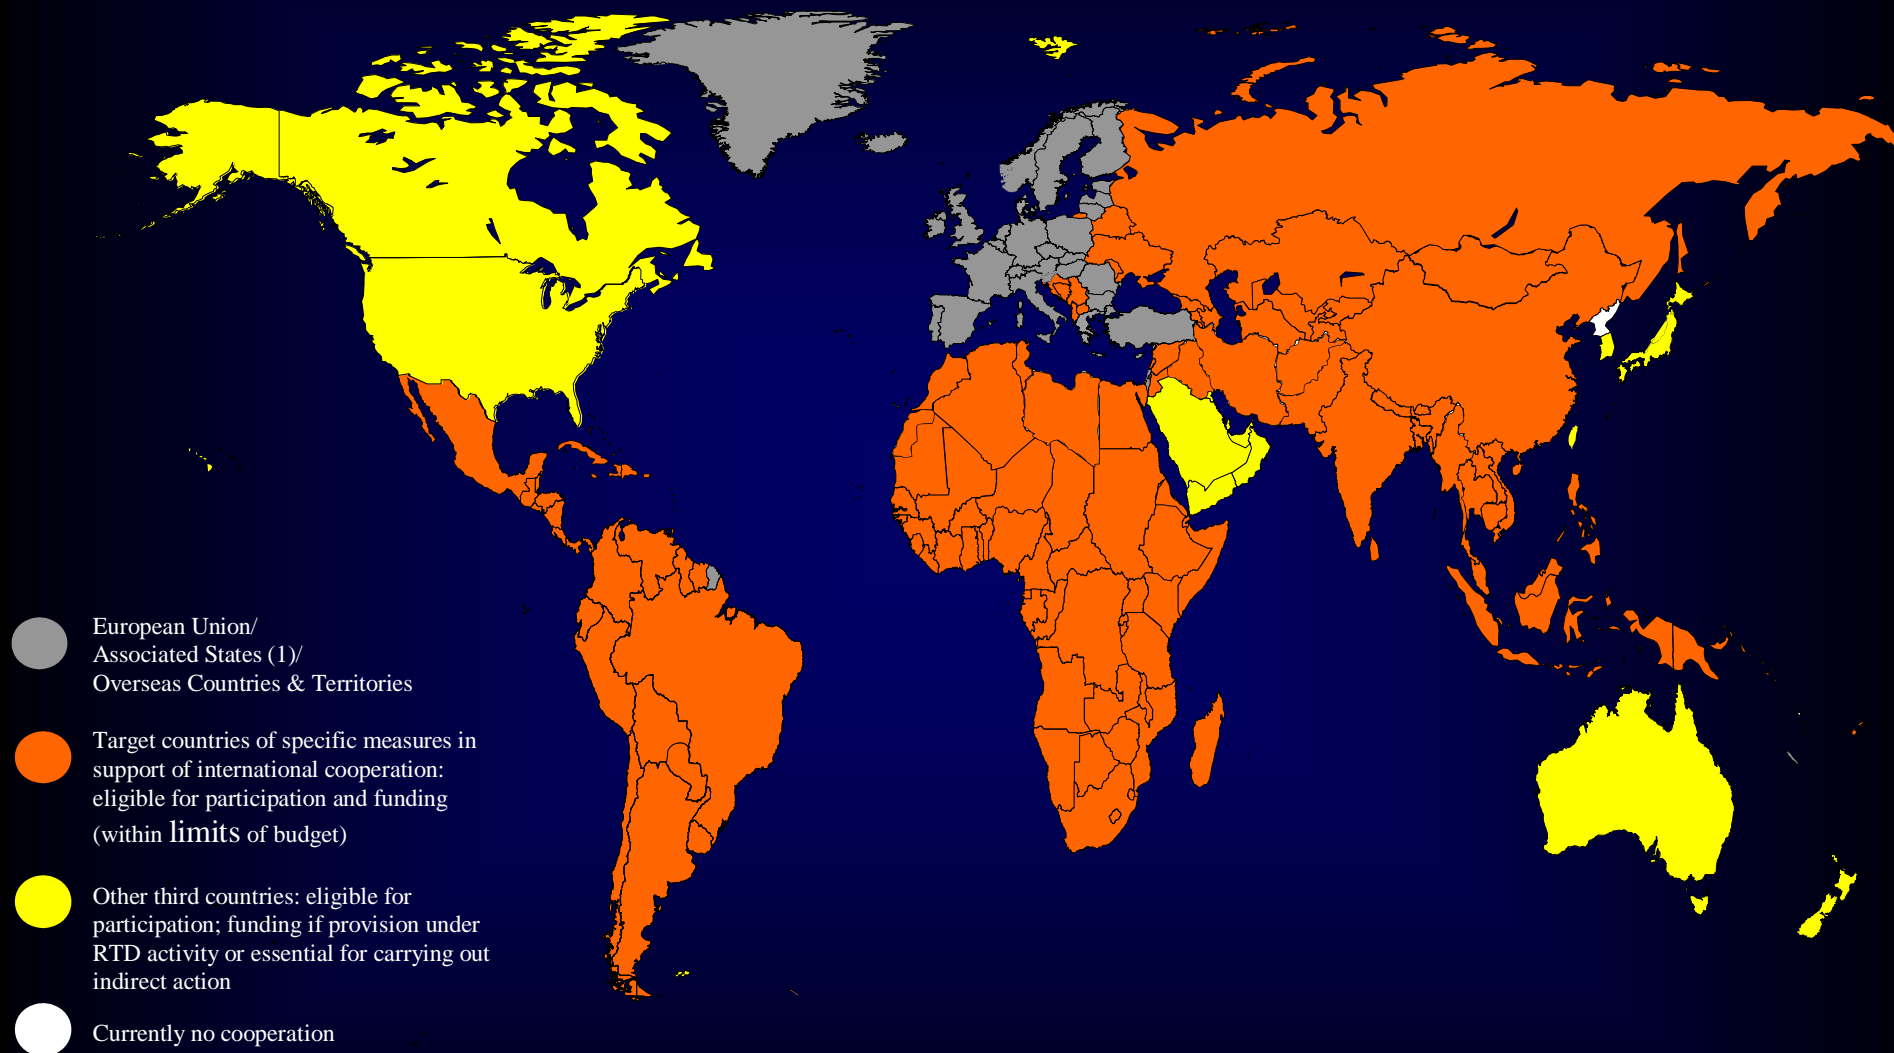 European Union/
Associated States (1)/
Overseas Countries & Territories
Target countries of specific measures in
support of international cooperation:
eligible for participation and funding
(within limits of budget)
Other third countries: eligible for
participation; funding if provision under
RTD activity or essential for carrying out
indirect action
Currently no cooperation